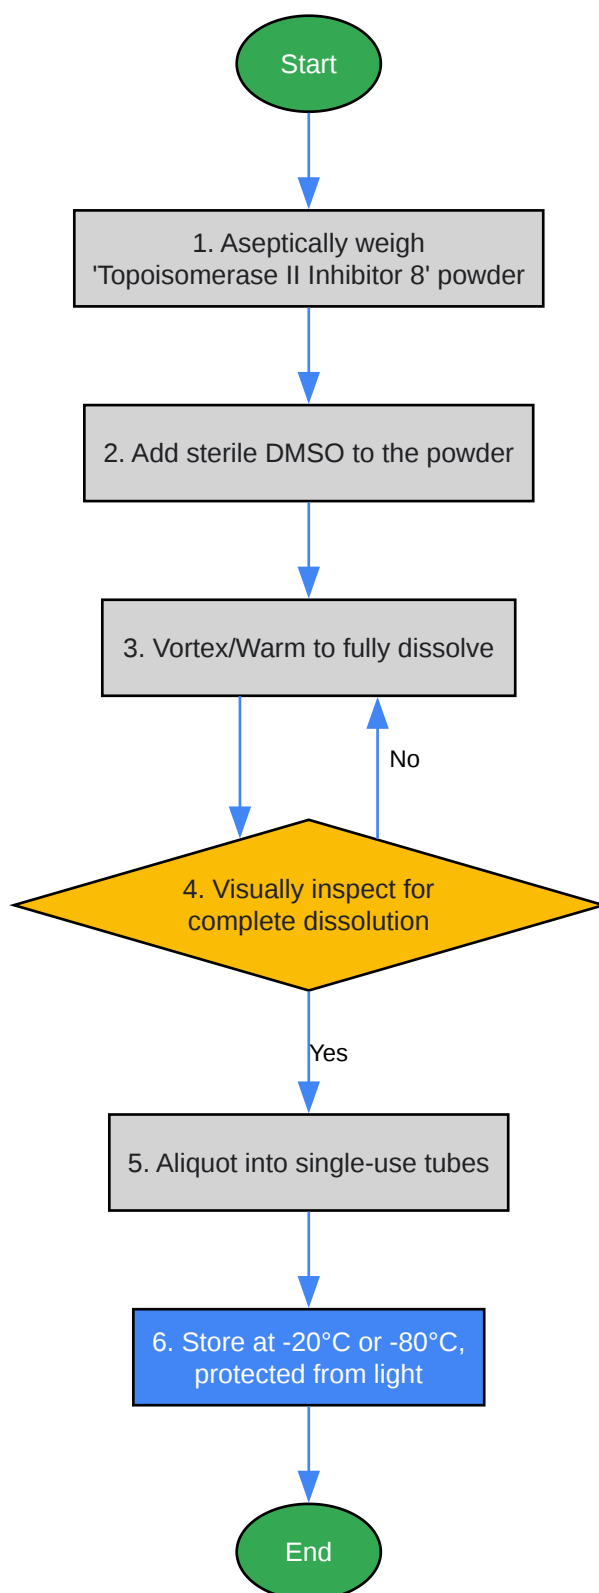 Start
1. Aseptically weigh
'Topoisomerase II Inhibitor 8' powder
2. Add sterile DMSO to the powder
3. Vortex/Warm to fully dissolve
No
4. Visually inspect for
complete dissolution
Yes
5. Aliquot into single-use tubes
6. Store at -20°C or -80°C,
protected from light
End